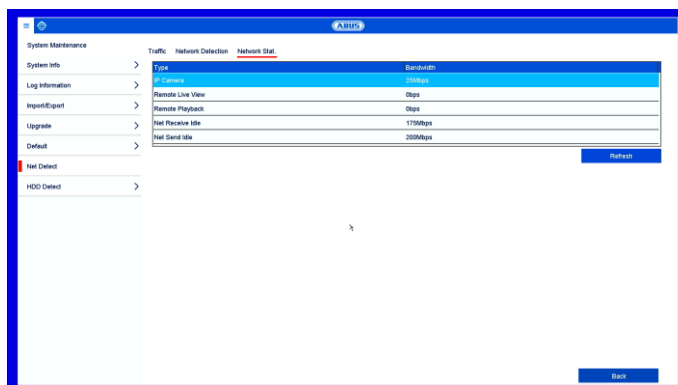 ABUS
System Maintenance
System Info
Log Information
Import/Export
Upgrade
Default
Net Detect
HDD Detect
Traffic Network Detection Network Stat.
Type Bandwidth
IP Camera 25Mbps
Remote Live View 0bps
Remote Playback 0bps
Net Receive Idle 175Mbps
Net Send Idle 200Mbps
Refresh
Back